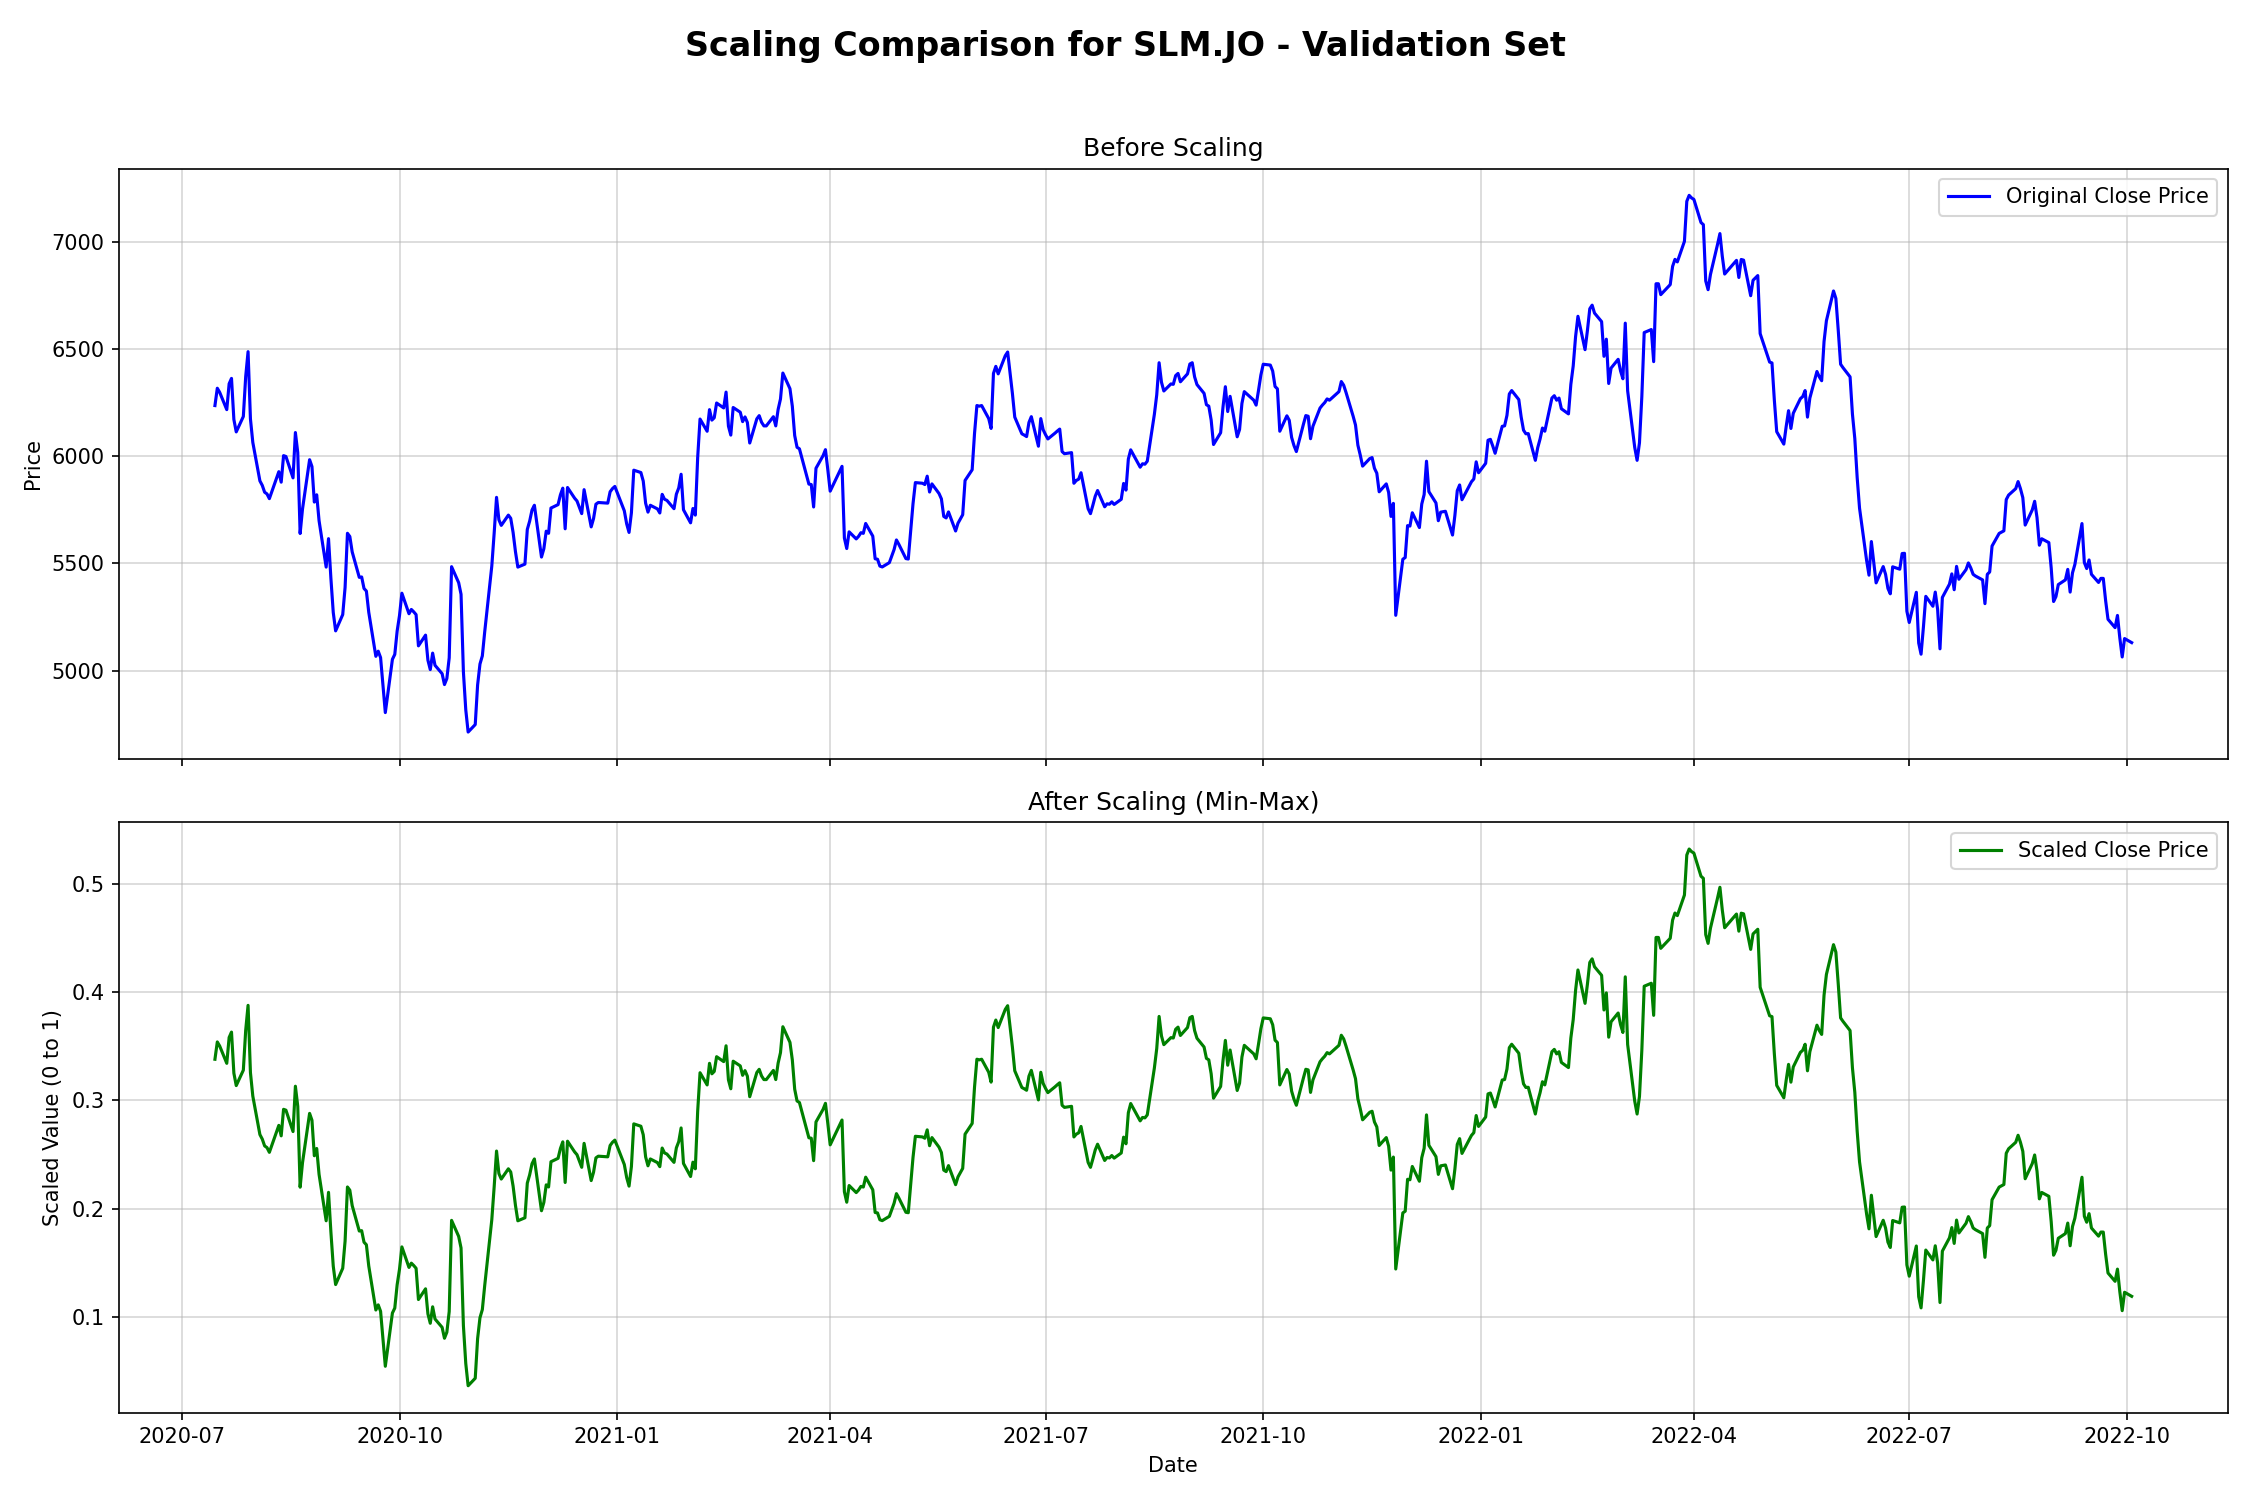 Scaling Comparison for SLM.JO - Validation Set
Before Scaling
Original Close Price
Price
7000
6500
6000
5500
5000
After Scaling (Min-Max)
Scaled Close Price
Scaled Value (0 to 1)
0.5
0.4
0.3
0.2
0.1
2020-07 2020-10 2021-01 2021-04 2021-07 2021-10 2022-01 2022-04 2022-07 2022-10
Date